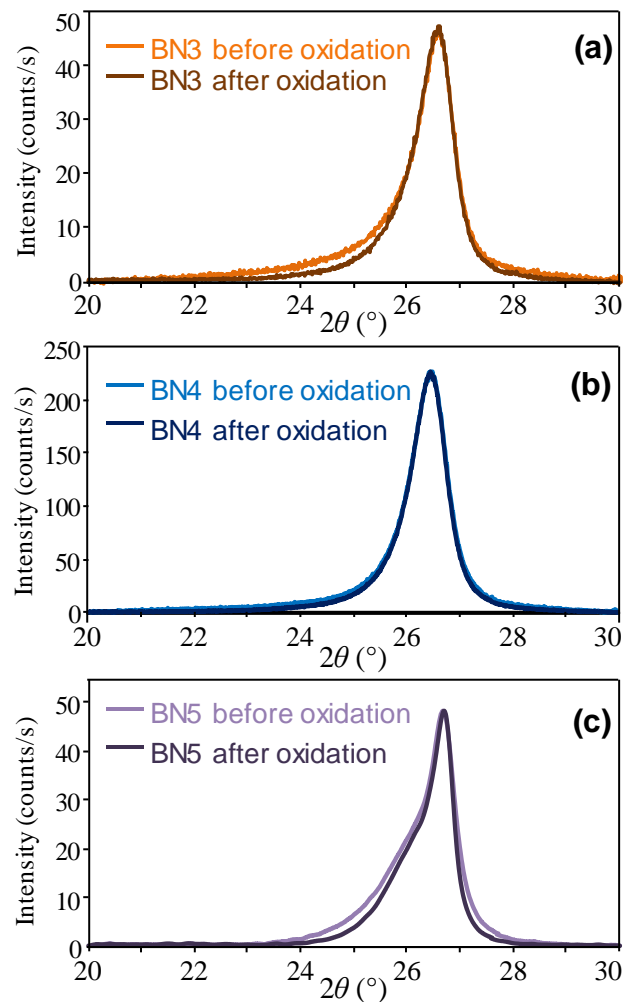 BN3 before oxidation
BN3 after oxidation
(a)
Intensity (counts/s)
50
40
30
20
10
0
20 22 24 26 28 30
2θ (°)
BN4 before oxidation
BN4 after oxidation
(b)
Intensity (counts/s)
250
200
150
100
50
0
20 22 24 26 28 30
2θ (°)
BN5 before oxidation
BN5 after oxidation
(c)
Intensity (counts/s)
50
40
30
20
10
0
20 22 24 26 28 30
2θ (°)